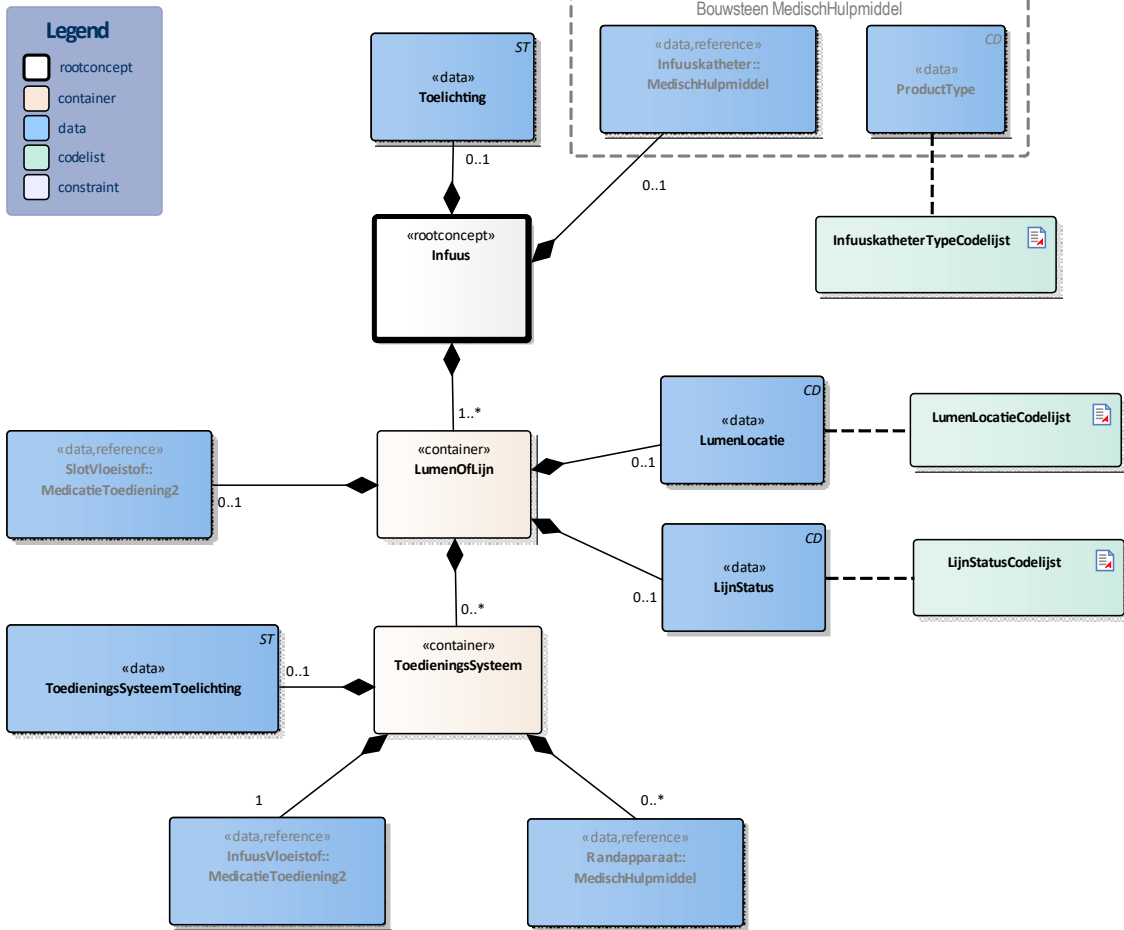 Legend
rootconcept
container
data
codelist
constraint
Bouwsteen MedischHulpmiddel
ST
«data»
Toelichting
«data,reference»
Infuuskatheter::
MedischHulpmiddel
CD
«data»
ProductType
0..1
0..1
«rootconcept»
Infuus
InfuuskatheterTypeCodelijst
1..*
«data,reference»
SlotVloeistof::
MedicatieToediening2
0..1
«container»
LumenOfLijn
CD
«data»
LumenLocatie
0..1
LumenLocatieCodelijst
CD
«data»
LijnStatus
0..1
LijnStatusCodelijst
0..*
ST
«data»
ToedieningsSysteemToelichting
0..1
«container»
ToedieningsSysteem
1
0..*
«data,reference»
InfuusVloeistof::
MedicatieToediening2
«data,reference»
Randapparaat::
MedischHulpmiddel